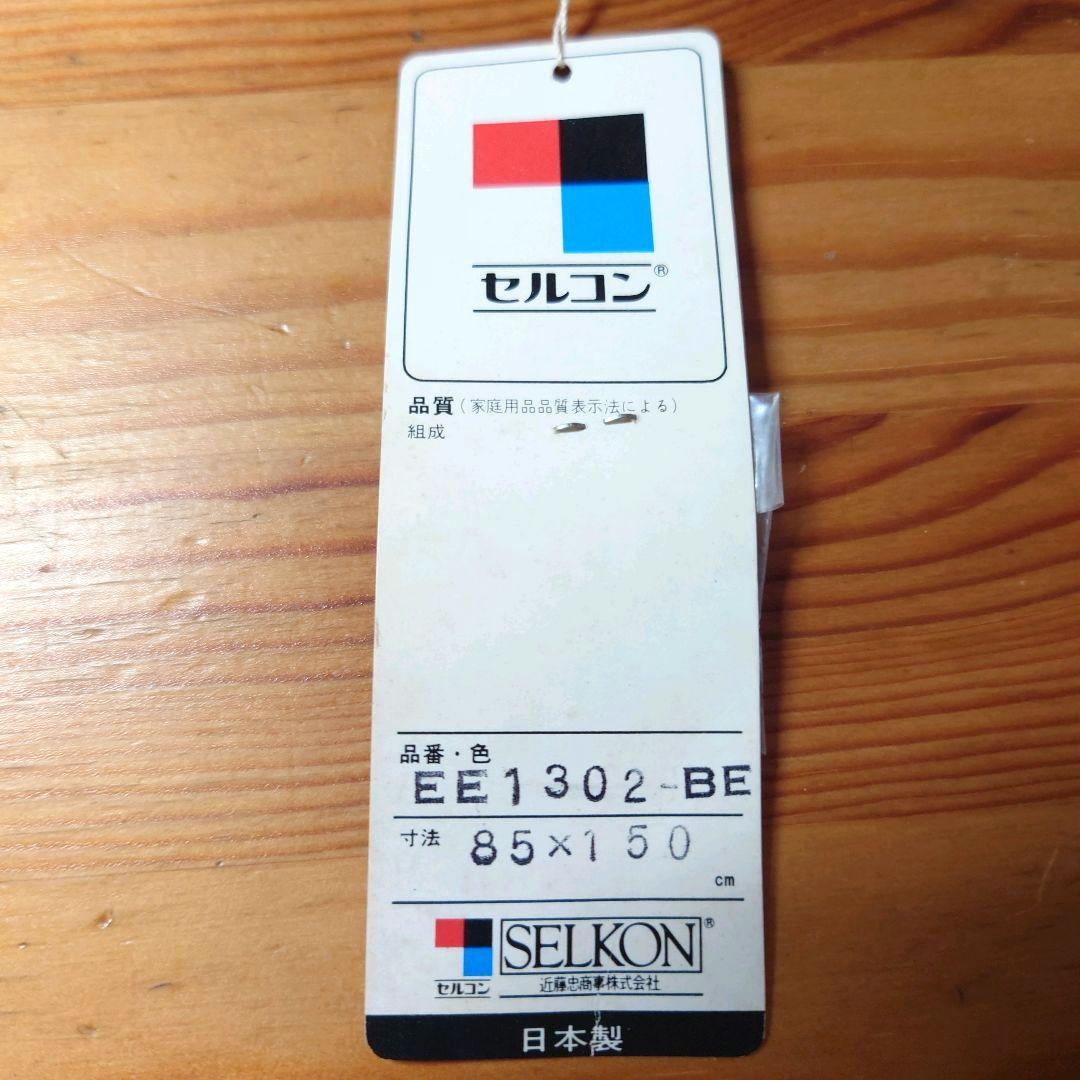 セルコン®
品質(家庭用品品質表示法による)
組成
品番・色
EE1302-BE
寸法 85×150
cm
SELKON®
セルコン 近藤忠商事株式会社
日本製